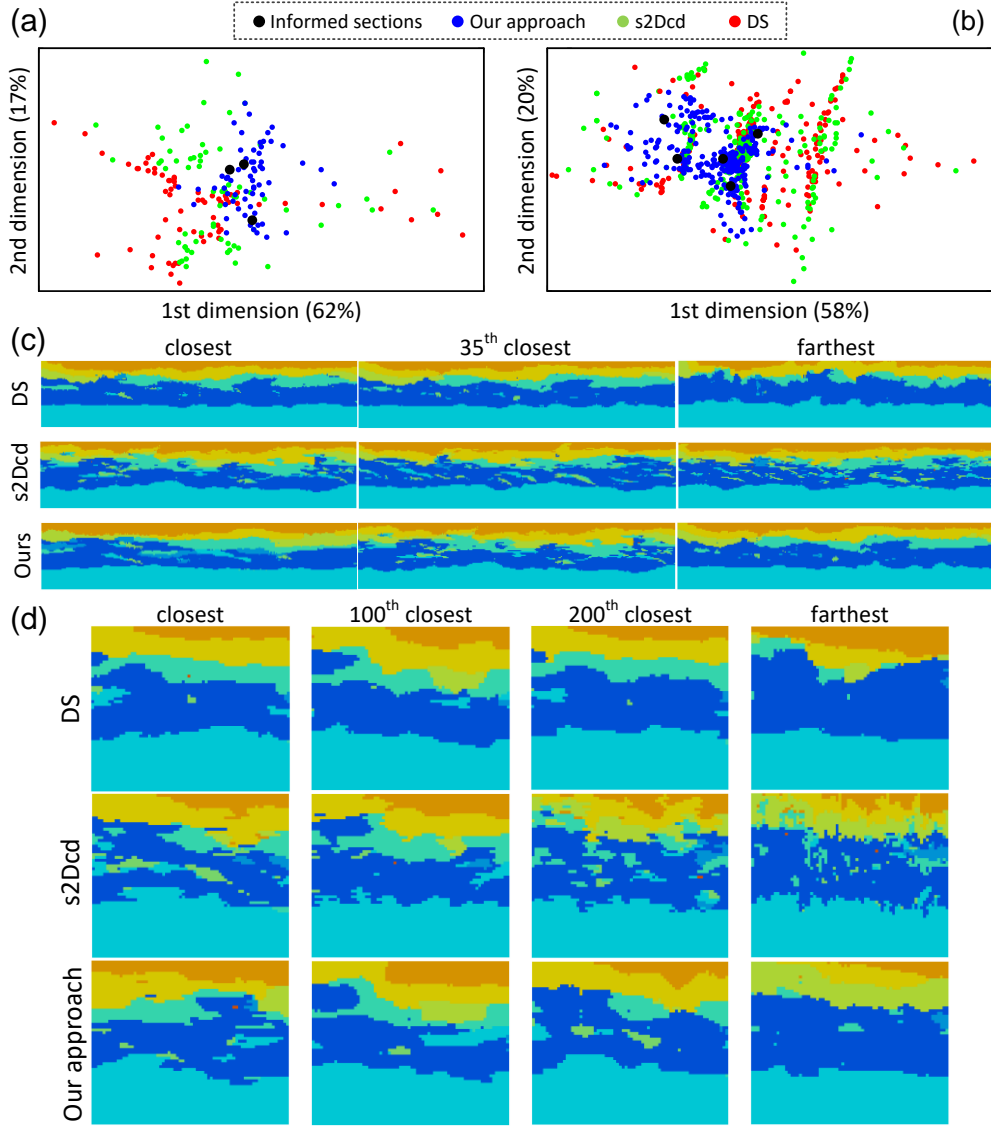 (a)
Informed sections
Our approach
s2Dcd
DS
(b)
2nd dimension (17%)
1st dimension (62%)
2nd dimension (20%)
1st dimension (58%)
(c)
closest
35th closest
farthest
DS
s2Dcd
Ours
(d)
closest
100th closest
200th closest
farthest
DS
s2Dcd
Our approach